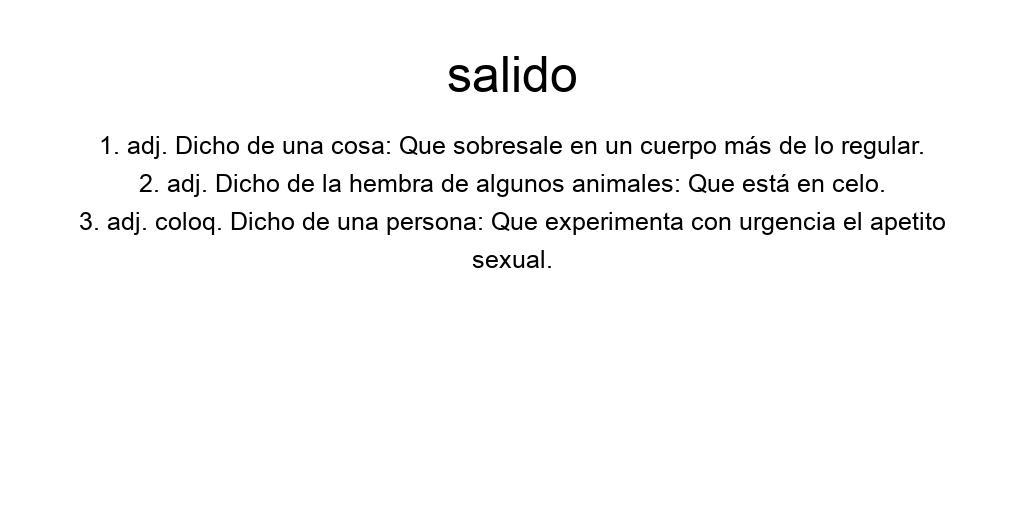 salido
1. adj. Dicho de una cosa: Que sobresale en un cuerpo más de lo regular.
2. adj. Dicho de la hembra de algunos animales: Que está en celo.
3. adj. coloq. Dicho de una persona: Que experimenta con urgencia el apetito
sexual.